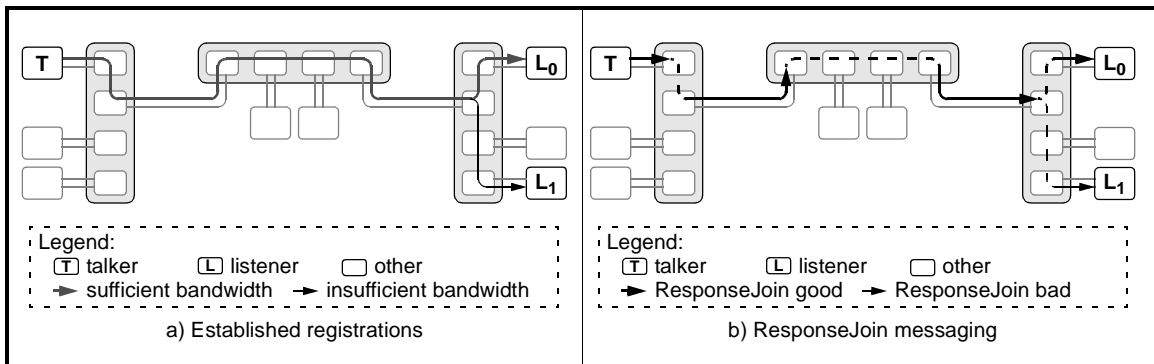 T
L0
L1
Legend:
T talker L listener other
sufficient bandwidth insufficient bandwidth
a) Established registrations
T
L0
L1
Legend:
T talker L listener other
ResponseJoin good ResponseJoin bad
b) ResponseJoin messaging